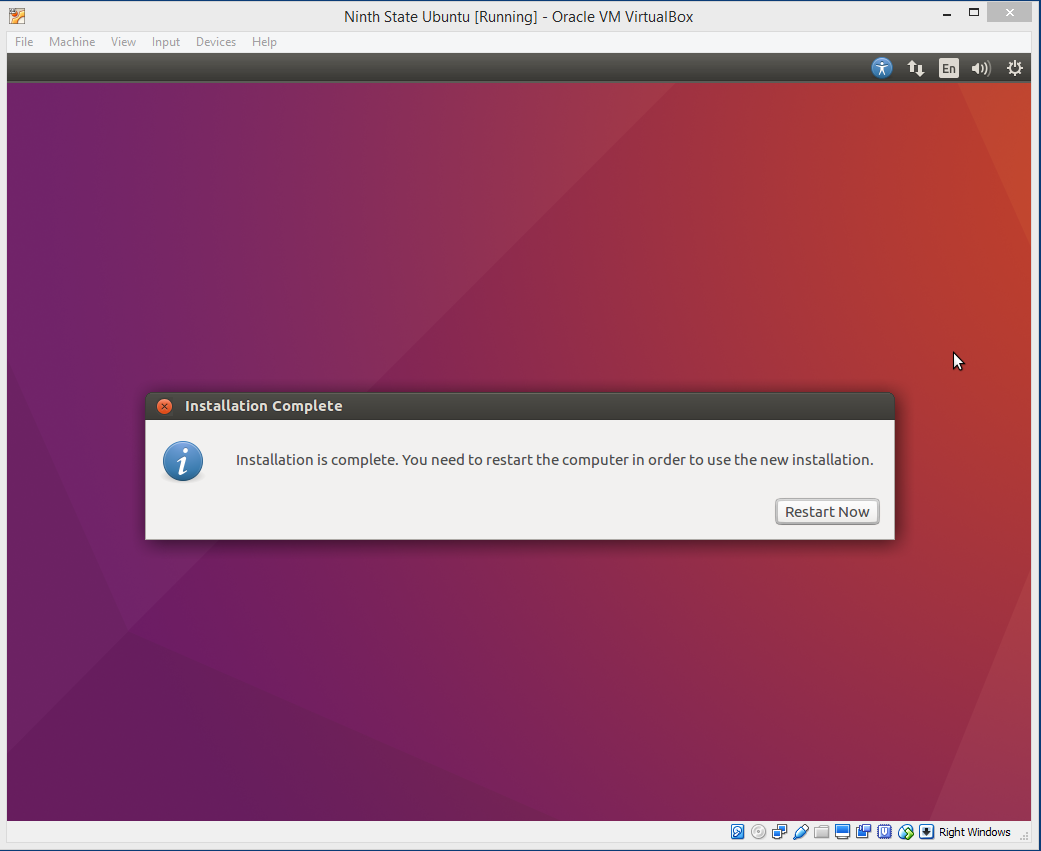 Ninth State Ubuntu [Running] - Oracle VM VirtualBox
File Machine View Input Devices Help
En
Installation Complete
Installation is complete. You need to restart the computer in order to use the new installation.
Restart Now
Right Windows